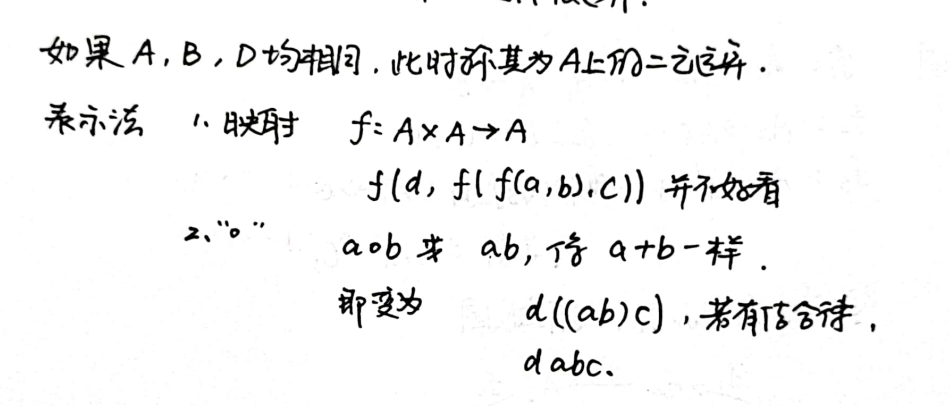 如果 A, B, D 均相同, 此时称其为 A 上的二元运算.
表示法 1. 映射 f: A×A→A
f(d, f(f(a,b),c)) 并不好看
2、"∘" a∘b 或 ab, 像 a+b 一样.
即变为 d((ab)c), 若有结合律,
dabc.